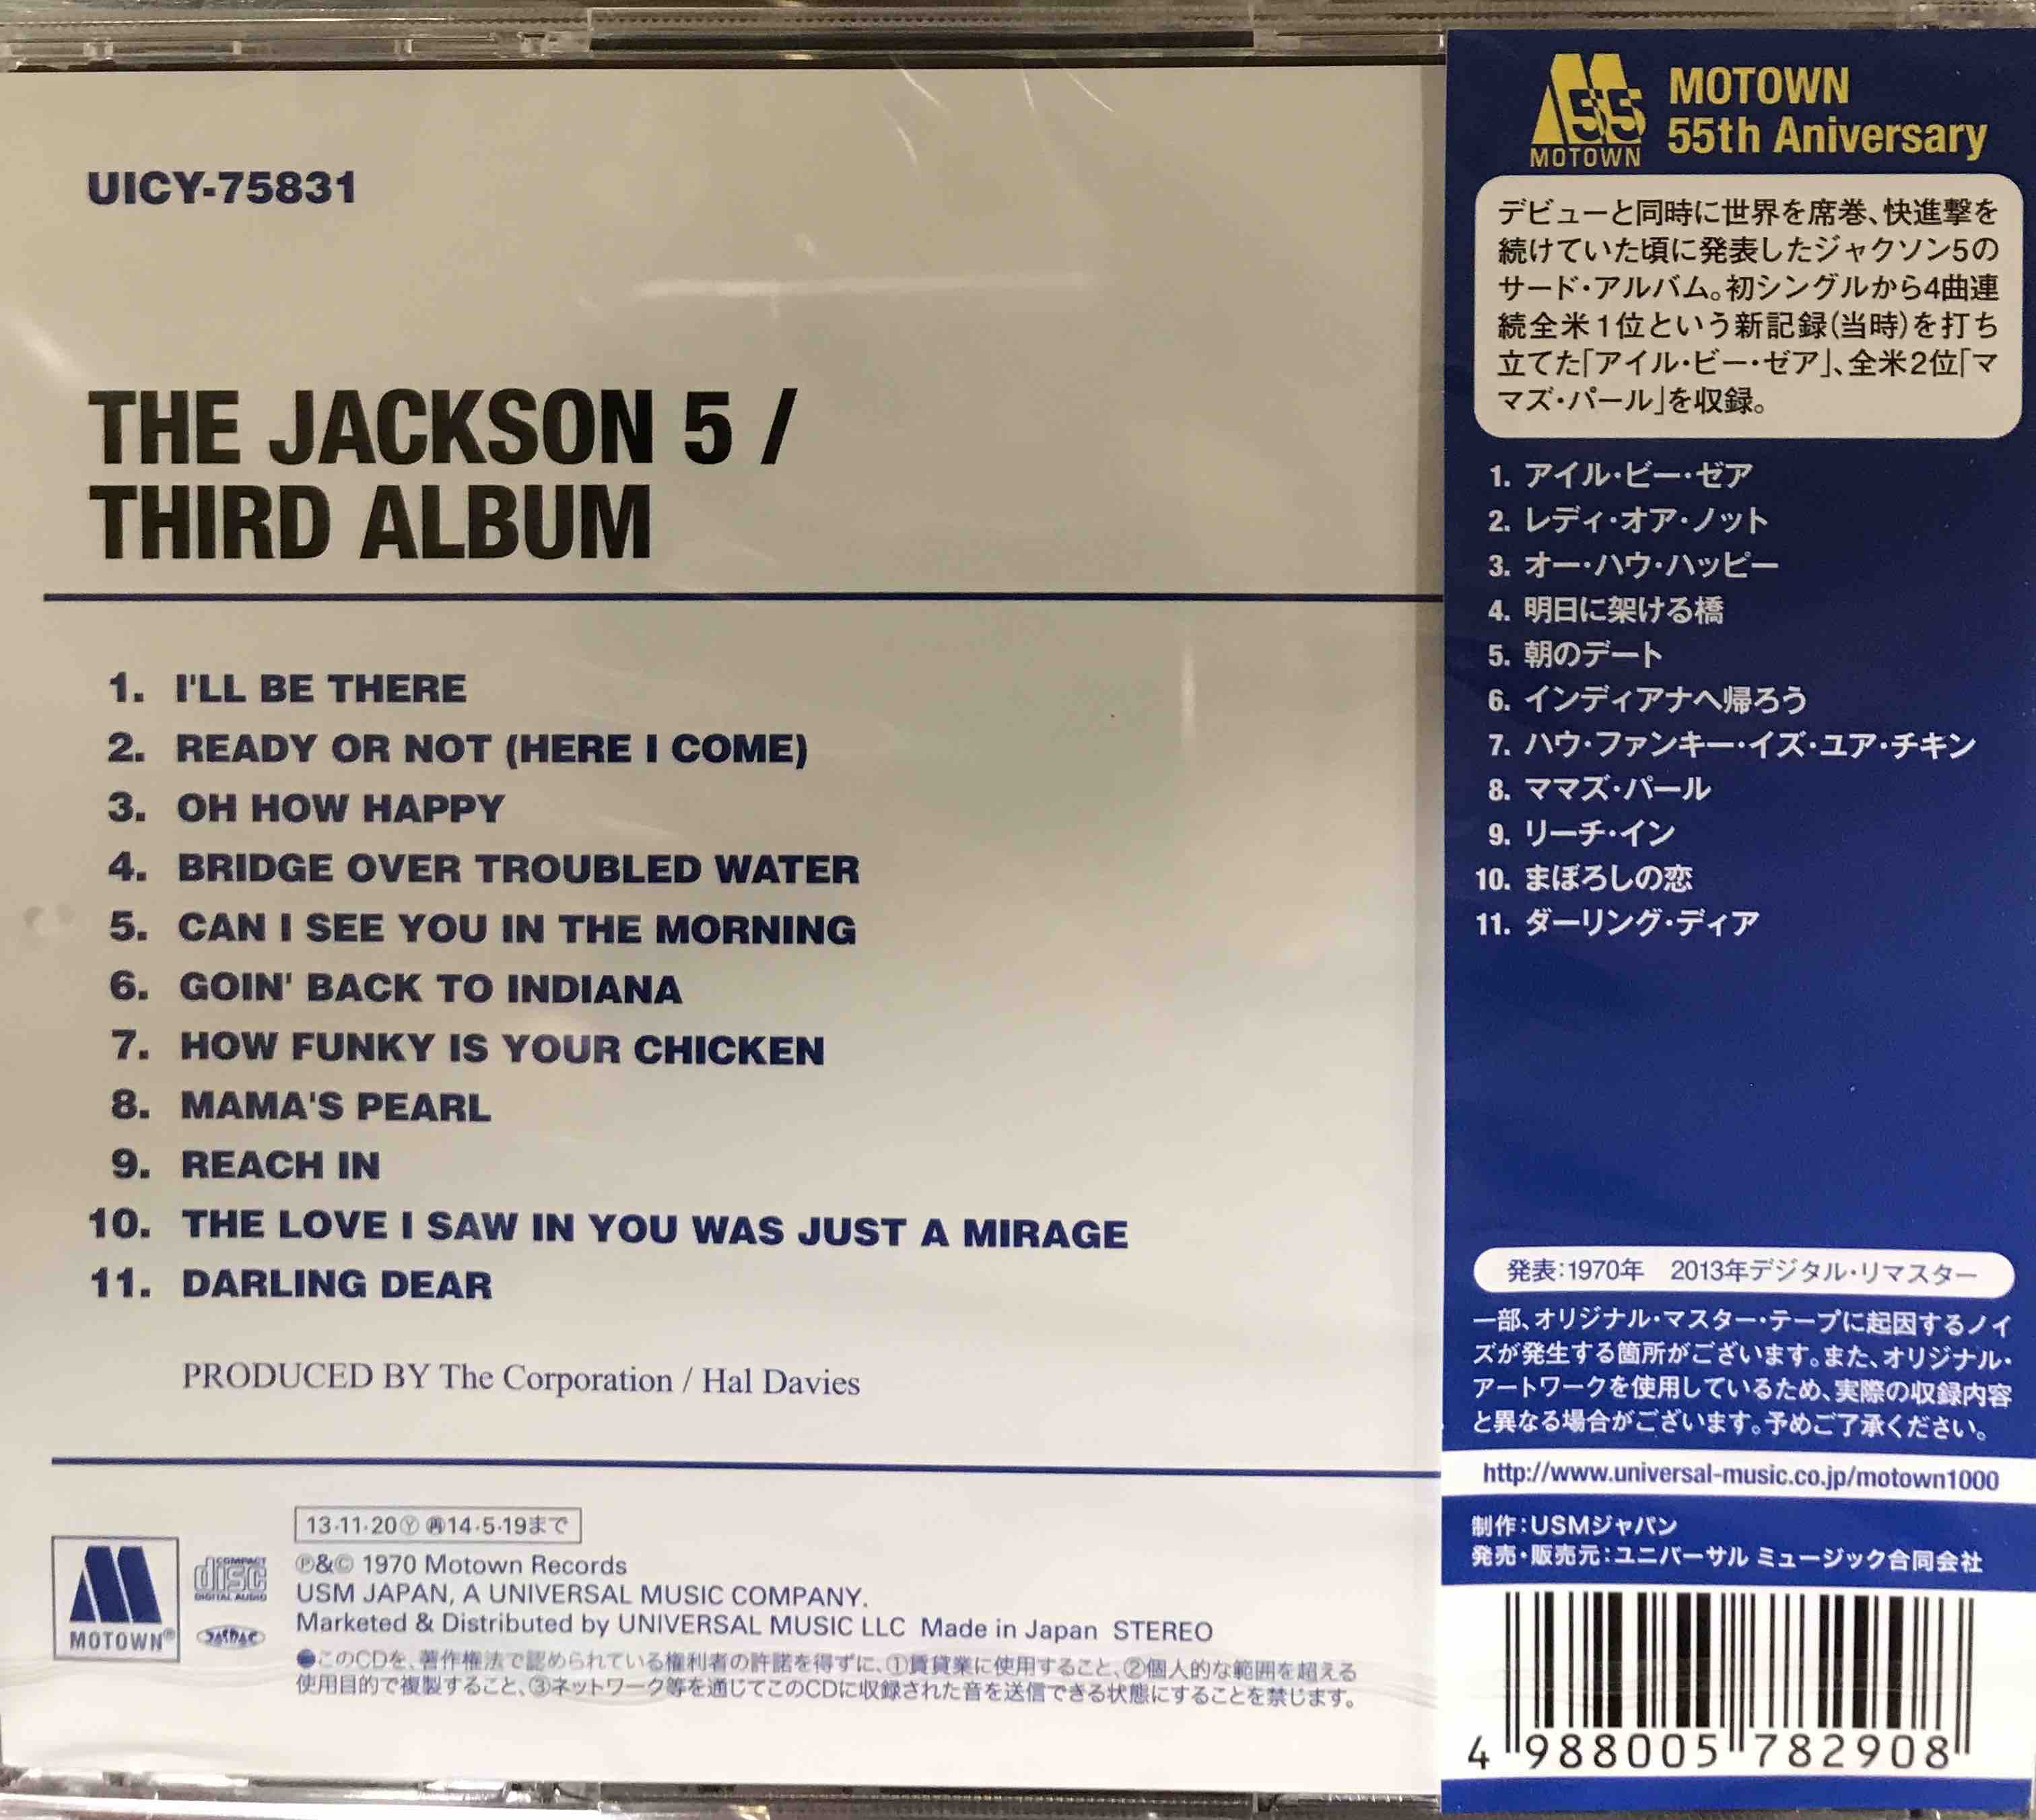 UICY-75831
THE JACKSON 5 /
THIRD ALBUM
1. I'LL BE THERE
2. READY OR NOT (HERE I COME)
3. OH HOW HAPPY
4. BRIDGE OVER TROUBLED WATER
5. CAN I SEE YOU IN THE MORNING
6. GOIN' BACK TO INDIANA
7. HOW FUNKY IS YOUR CHICKEN
8. MAMA'S PEARL
9. REACH IN
10. THE LOVE I SAW IN YOU WAS JUST A MIRAGE
11. DARLING DEAR
PRODUCED BY The Corporation / Hal Davies
13·11·20Ⓨ ㊢14·5·19まで
Ⓟ&© 1970 Motown Records
USM JAPAN, A UNIVERSAL MUSIC COMPANY.
Marketed & Distributed by UNIVERSAL MUSIC LLC Made in Japan STEREO
●このCDを、著作権法で認められている権利者の許諾を得ずに、①賃貸業に使用すること、②個人的な範囲を超える
使用目的で複製すること、③ネットワーク等を通じてこのCDに収録された音を送信できる状態にすることを禁じます。
MOTOWN®
COMPACT
disc
DIGITAL AUDIO
JASRAC
55
MOTOWN
MOTOWN
55th Aniversary
デビューと同時に世界を席巻、快進撃を
続けていた頃に発表したジャクソン5の
サード・アルバム。初シングルから4曲連
続全米1位という新記録(当時)を打ち
立てた「アイル・ビー・ゼア」、全米2位「マ
マズ・パール」を収録。
1. アイル・ビー・ゼア
2. レディ・オア・ノット
3. オー・ハウ・ハッピー
4. 明日に架ける橋
5. 朝のデート
6. インディアナへ帰ろう
7. ハウ・ファンキー・イズ・ユア・チキン
8. ママズ・パール
9. リーチ・イン
10. まぼろしの恋
11. ダーリング・ディア
発表:1970年 2013年デジタル・リマスター
一部、オリジナル・マスター・テープに起因するノイ
ズが発生する箇所がございます。また、オリジナル・
アートワークを使用しているため、実際の収録内容
と異なる場合がございます。予めご了承ください。
http://www.universal-music.co.jp/motown1000
制作:USMジャパン
発売・販売元:ユニバーサル ミュージック合同会社
4 988005 782908